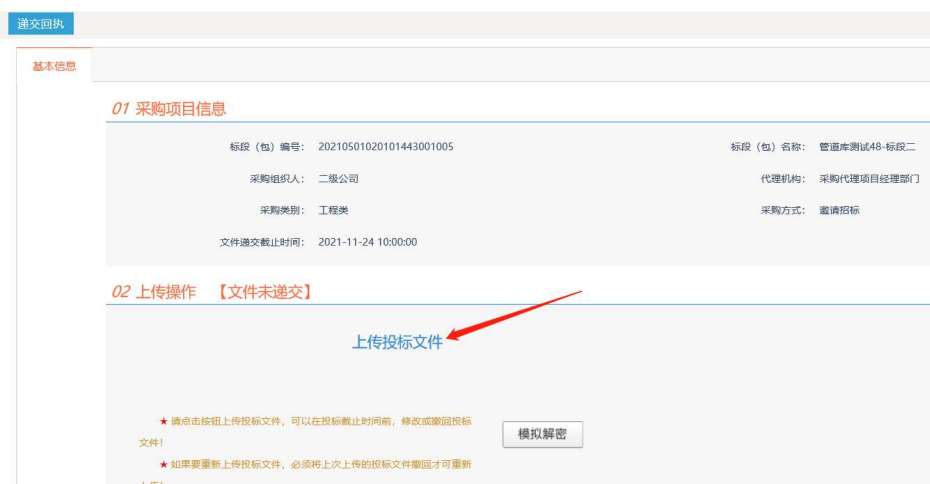 递交回执
基本信息
01 采购项目信息
标段（包）编号： 20210501020101443001005 标段（包）名称： 管道库测试48-标段二
采购组织人： 二级公司 代理机构： 采购代理项目经理部门
采购类别： 工程类 采购方式： 邀请招标
文件递交截止时间： 2021-11-24 10:00:00
02 上传操作 【文件未递交】
上传投标文件
★ 请点击按钮上传投标文件，可以在投标截止时间前，修改或撤回投标
文件！
模拟解密
★ 如果要重新上传投标文件，必须将上次上传的投标文件撤回才可重新